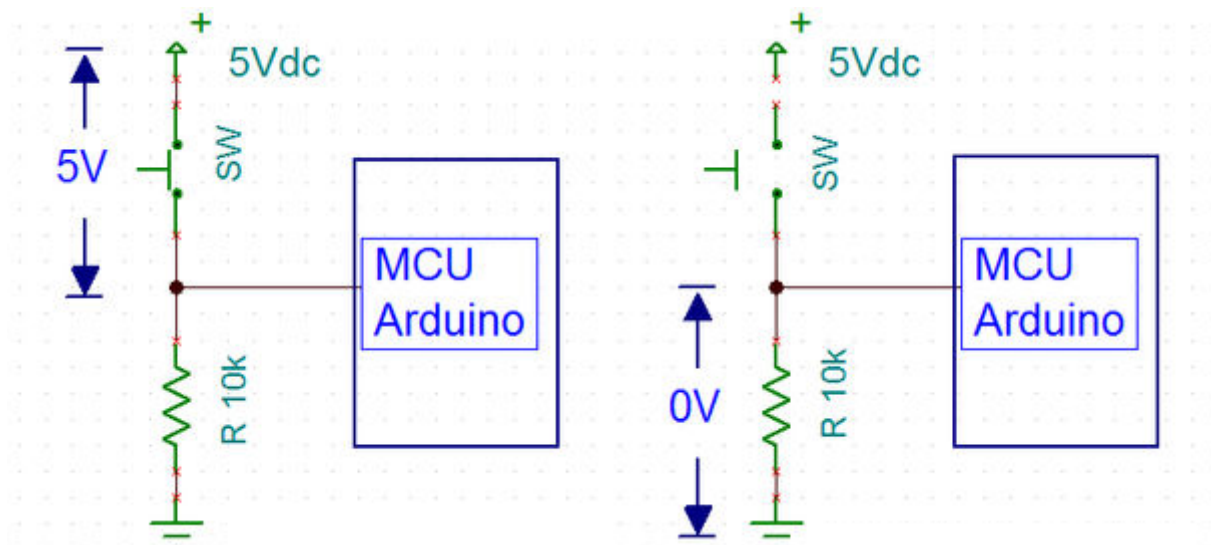 +
5Vdc
5V
SW
MCU
Arduino
R 10k
+
5Vdc
SW
MCU
Arduino
0V
R 10k